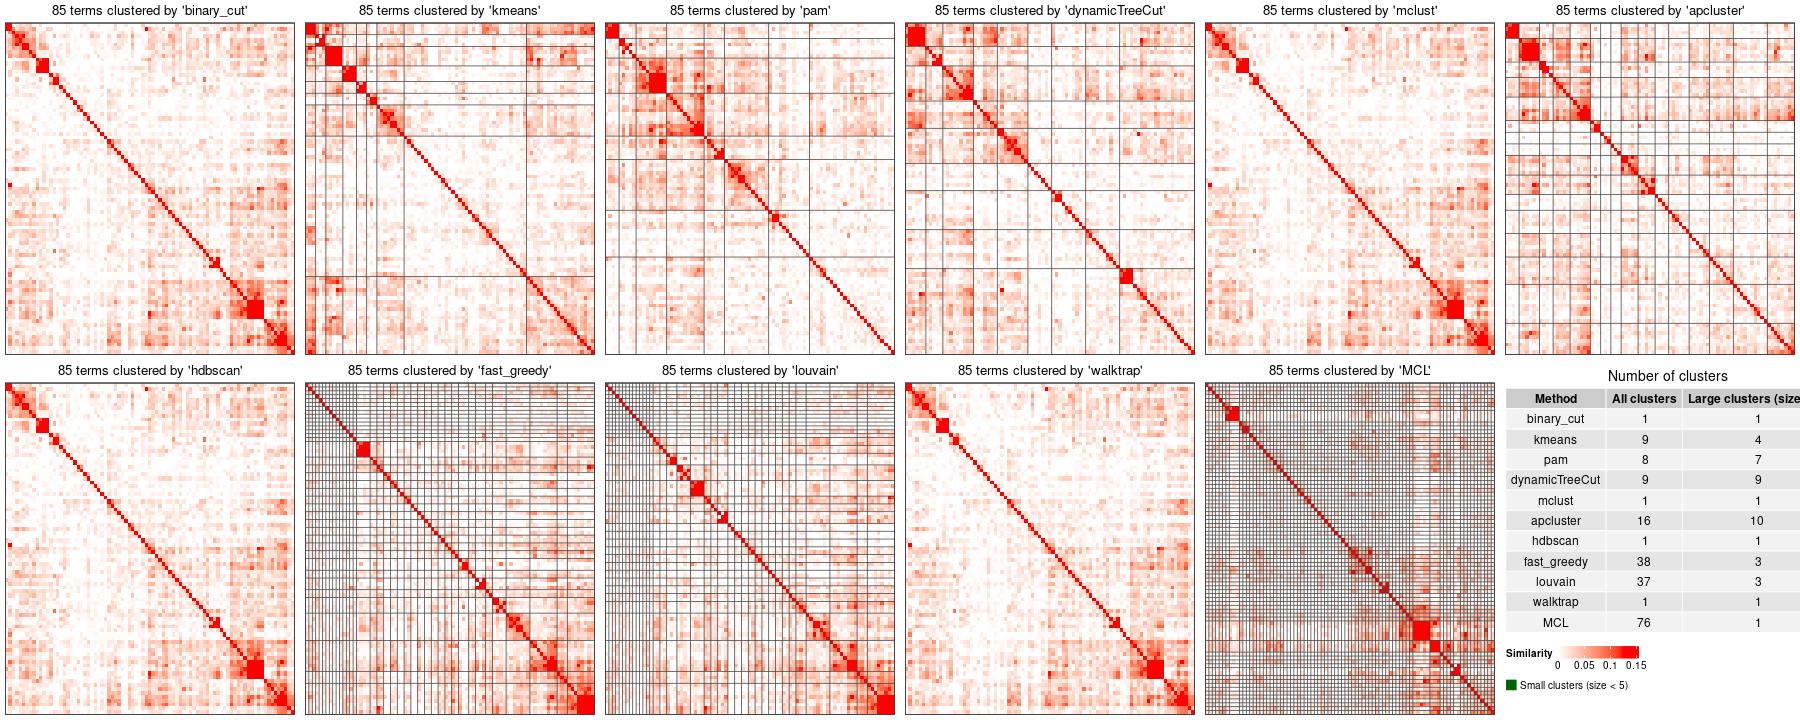 85 terms clustered by 'binary_cut'
85 terms clustered by 'kmeans'
85 terms clustered by 'pam'
85 terms clustered by 'dynamicTreeCut'
85 terms clustered by 'mclust'
85 terms clustered by 'apcluster'
85 terms clustered by 'hdbscan'
85 terms clustered by 'fast_greedy'
85 terms clustered by 'louvain'
85 terms clustered by 'walktrap'
85 terms clustered by 'MCL'
Number of clusters
Method All clusters Large clusters (size
binary_cut 1 1
kmeans 9 4
pam 8 7
dynamicTreeCut 9 9
mclust 1 1
apcluster 16 10
hdbscan 1 1
fast_greedy 38 3
louvain 37 3
walktrap 1 1
MCL 76 1
Similarity
0 0.05 0.1 0.15
Small clusters (size < 5)